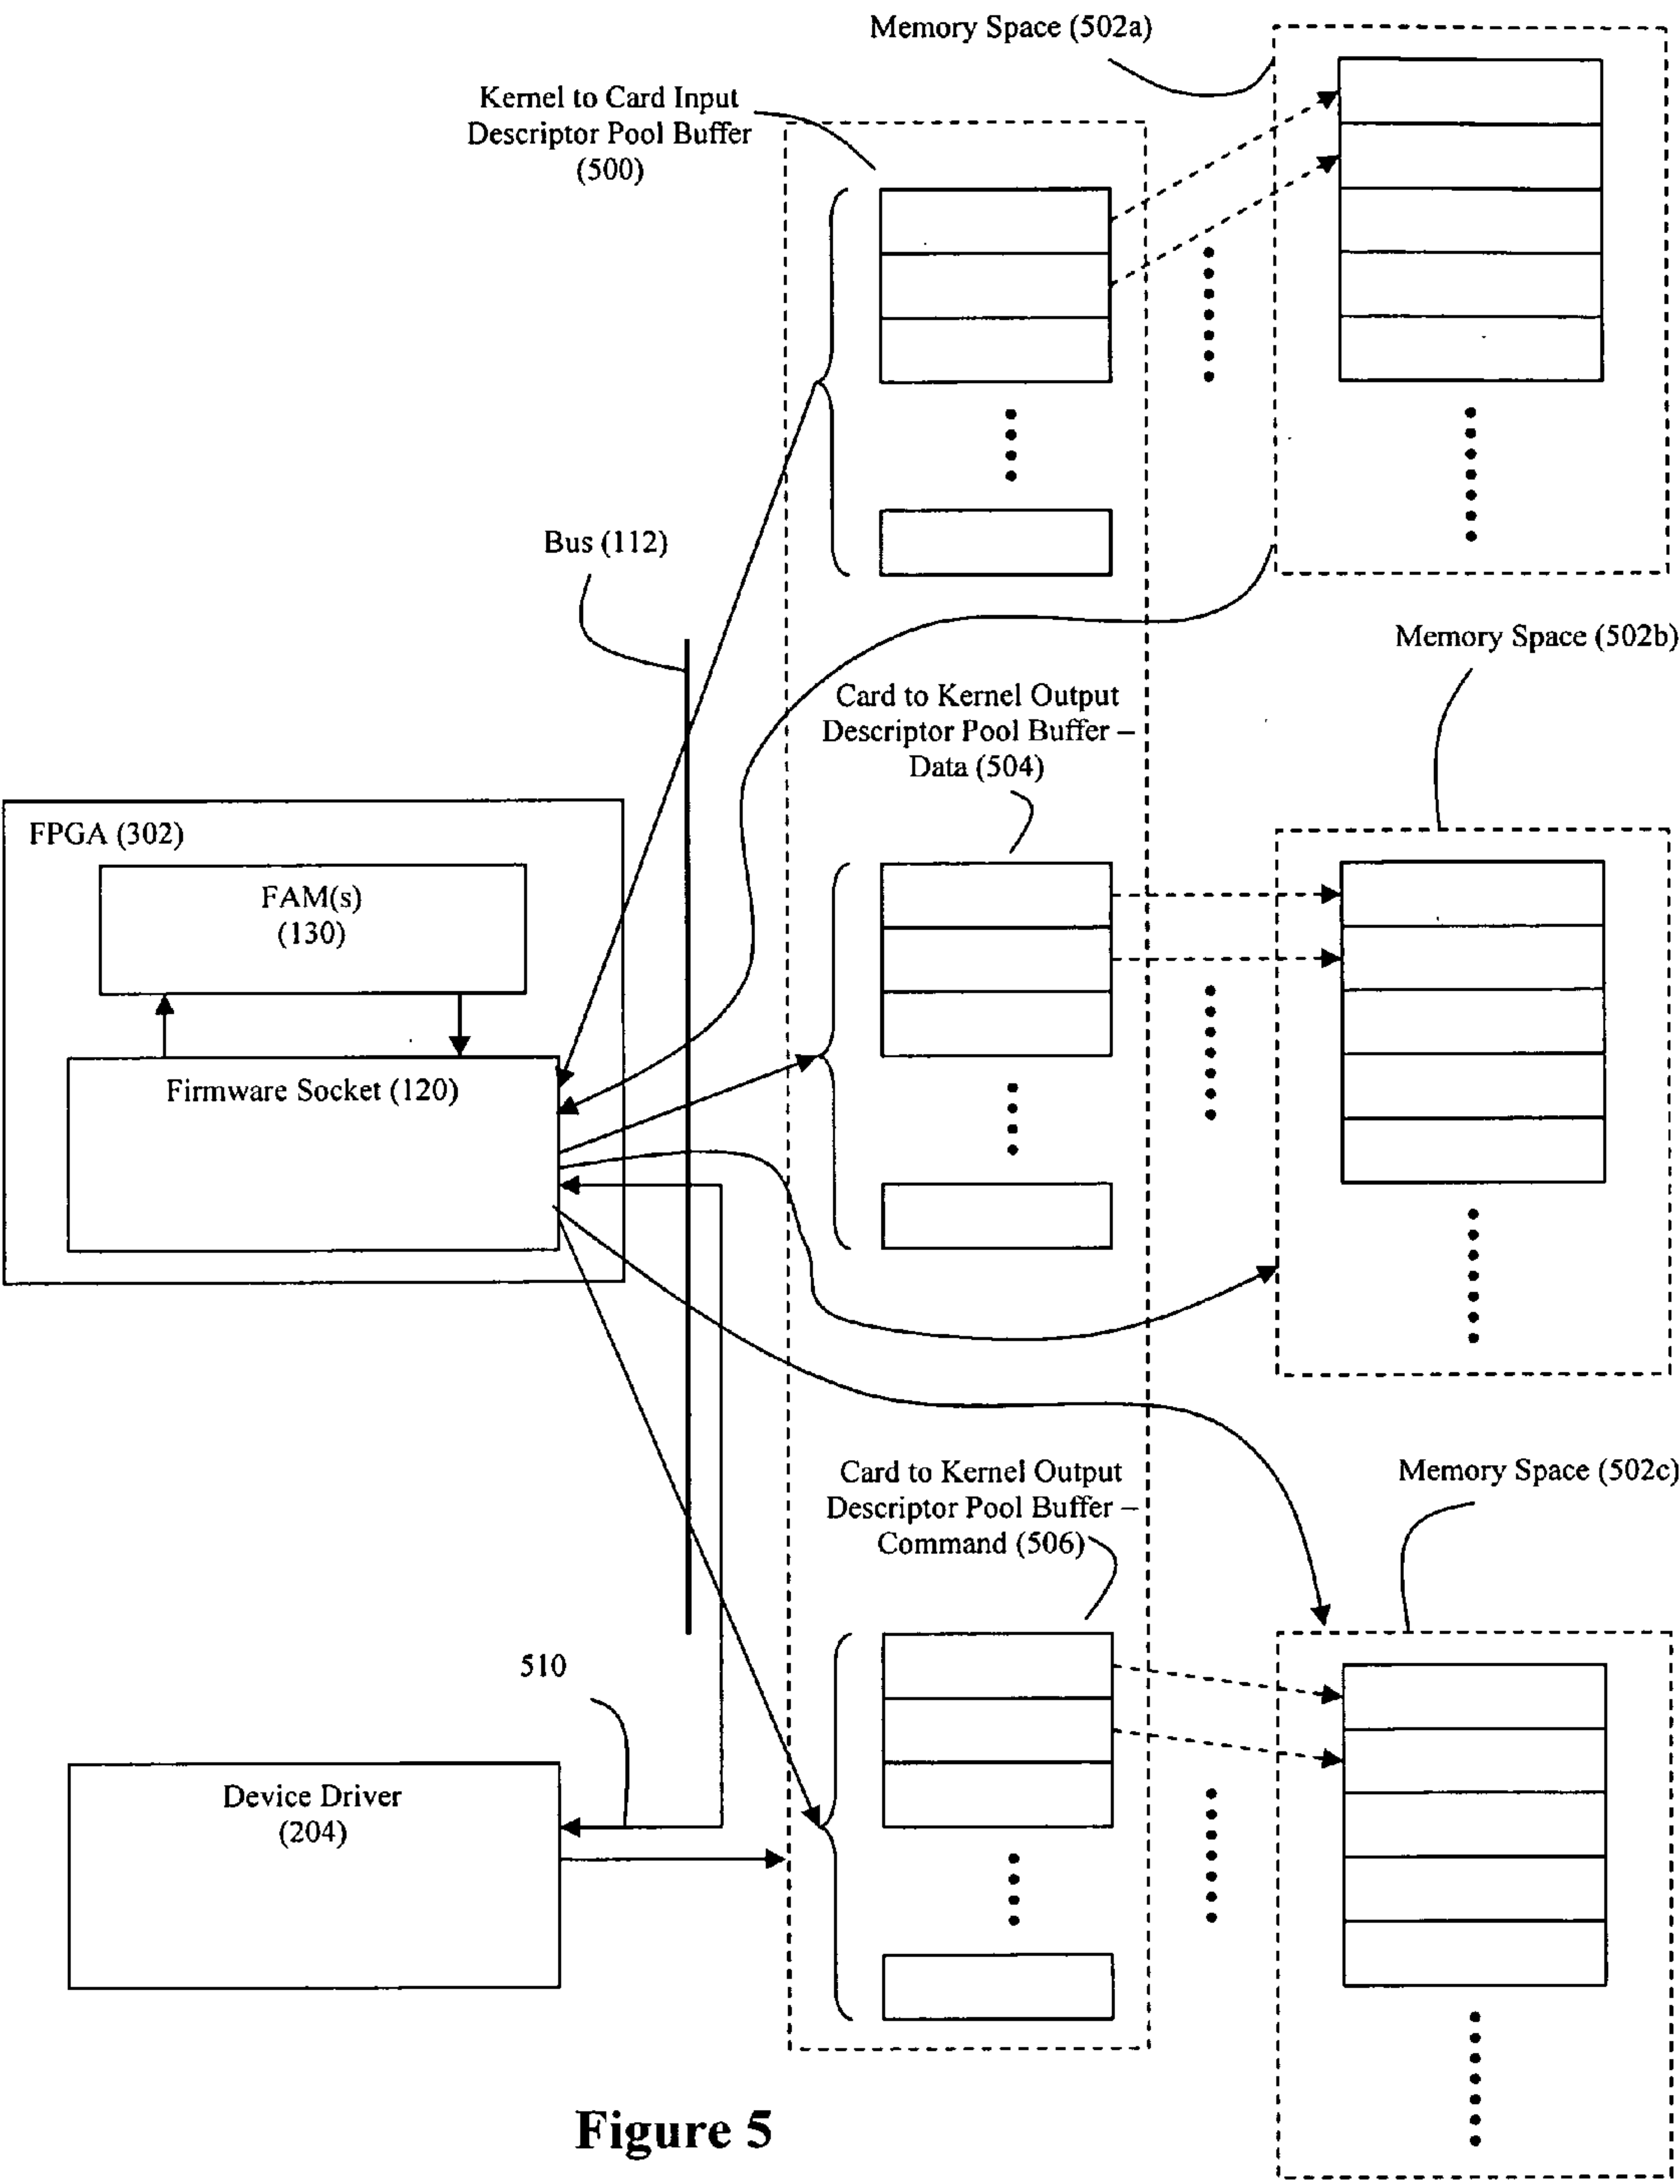 Memory Space (502a)
Kernel to Card Input
Descriptor Pool Buffer
(500)
Bus (112)
Memory Space (502b)
Card to Kernel Output
Descriptor Pool Buffer –
Data (504)
FPGA (302)
FAM(s)
(130)
Firmware Socket (120)
Card to Kernel Output
Descriptor Pool Buffer –
Command (506)
Memory Space (502c)
510
Device Driver
(204)
Figure 5